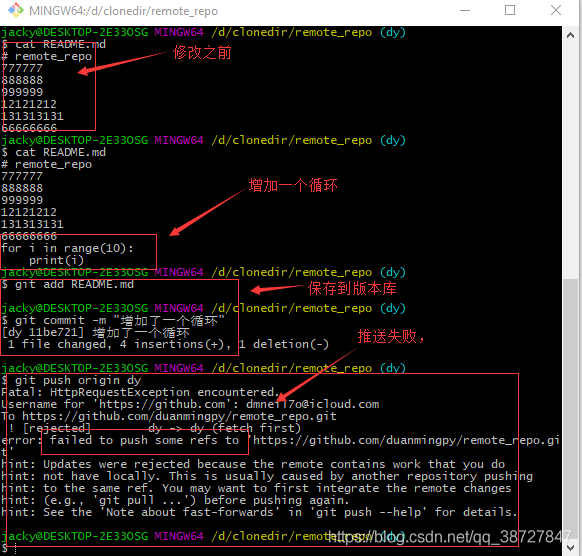 MINGW64:/d/clonedir/remote_repo
jacky@DESKTOP-2E33OSG MINGW64 /d/clonedir/remote_repo (dy)
$ cat README.md
修改之前
# remote_repo
777777
888888
999999
12121212
131313131
66666666
jacky@DESKTOP-2E33OSG MINGW64 /d/clonedir/remote_repo (dy)
$ cat README.md
# remote_repo
777777
888888
增加一个循环
999999
12121212
131313131
66666666
for i in range(10):
    print(i)
jacky@DESKTOP-2E33OSG MINGW64 /d/clonedir/remote_repo (dy)
$ git add README.md
保存到版本库
jacky@DESKTOP-2E33OSG MINGW64 /d/clonedir/remote_repo (dy)
$ git commit -m "增加了一个循环"
[dy 11be721] 增加了一个循环
 1 file changed, 4 insertions(+), 1 deletion(-)
推送失败，
jacky@DESKTOP-2E33OSG MINGW64 /d/clonedir/remote_repo (dy)
$ git push origin dy
Fatal: HttpRequestException encountered.
Username for 'https://github.com': dmneil7o@icloud.com
To https://github.com/duanmingpy/remote_repo.git
 ! [rejected]        dy -> dy (fetch first)
error: failed to push some refs to 'https://github.com/duanmingpy/remote_repo.gi
t'
hint: Updates were rejected because the remote contains work that you do
hint: not have locally. This is usually caused by another repository pushing
hint: to the same ref. You may want to first integrate the remote changes
hint: (e.g., 'git pull ...') before pushing again.
hint: See the 'Note about fast-forwards' in 'git push --help' for details.
jacky@DESKTOP-2E33OSG MINGW64 /d/clonedir/remote_repo (dy)
https://blog.csdn.net/qq_38727847
$